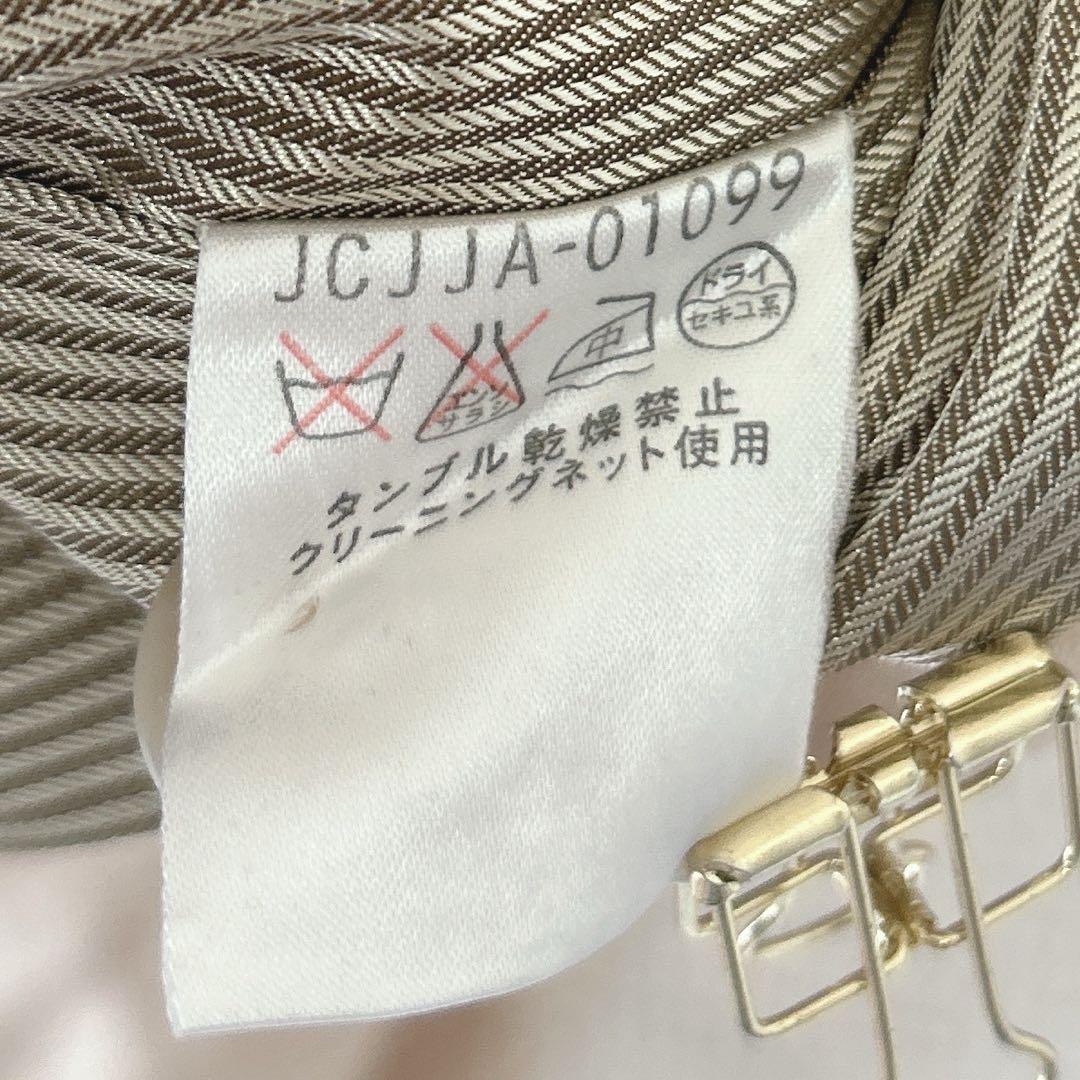 JCJJA-01099
エンソ
サラシ
中
ドライ
セキユ系
タンブル乾燥禁止
クリーニングネット使用